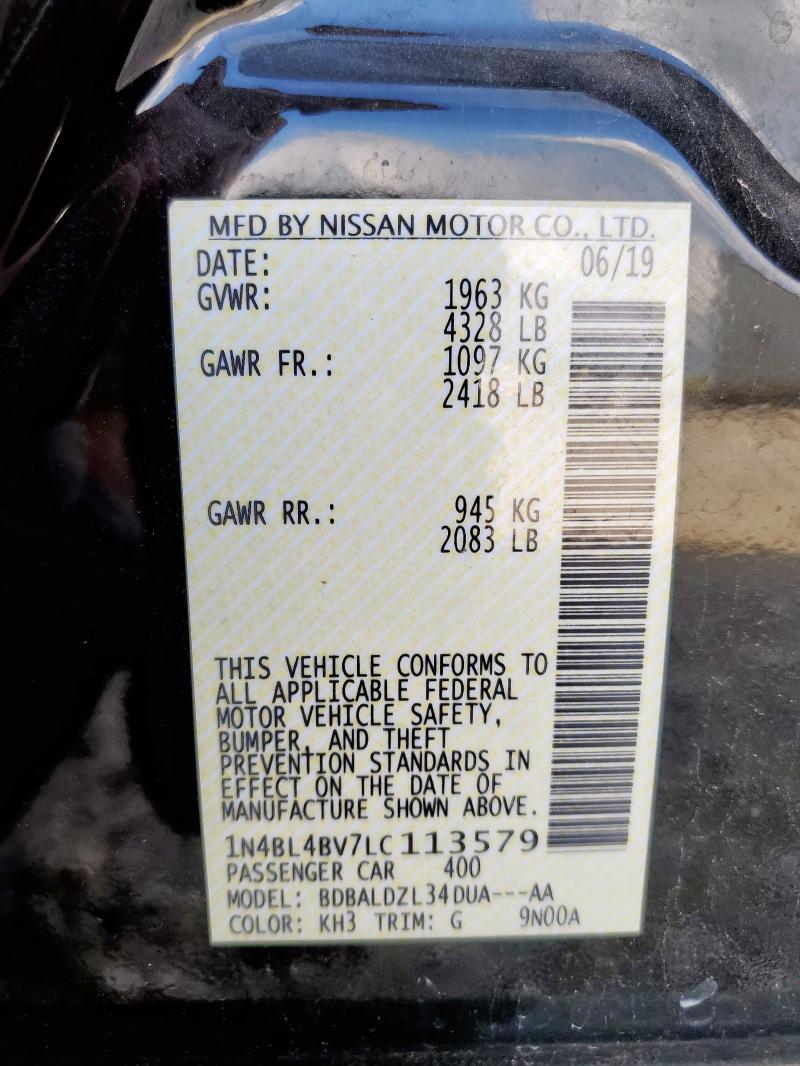 MFD BY NISSAN MOTOR CO., LTD.
DATE: 06/19
GVWR: 1963 KG
4328 LB
GAWR FR.: 1097 KG
2418 LB
GAWR RR.: 945 KG
2083 LB
THIS VEHICLE CONFORMS TO
ALL APPLICABLE FEDERAL
MOTOR VEHICLE SAFETY,
BUMPER, AND THEFT
PREVENTION STANDARDS IN
EFFECT ON THE DATE OF
MANUFACTURE SHOWN ABOVE.
1N4BL4BV7LC113579
PASSENGER CAR 400
MODEL: BDBALDZL34DUA---AA
COLOR: KH3 TRIM: G 9N00A